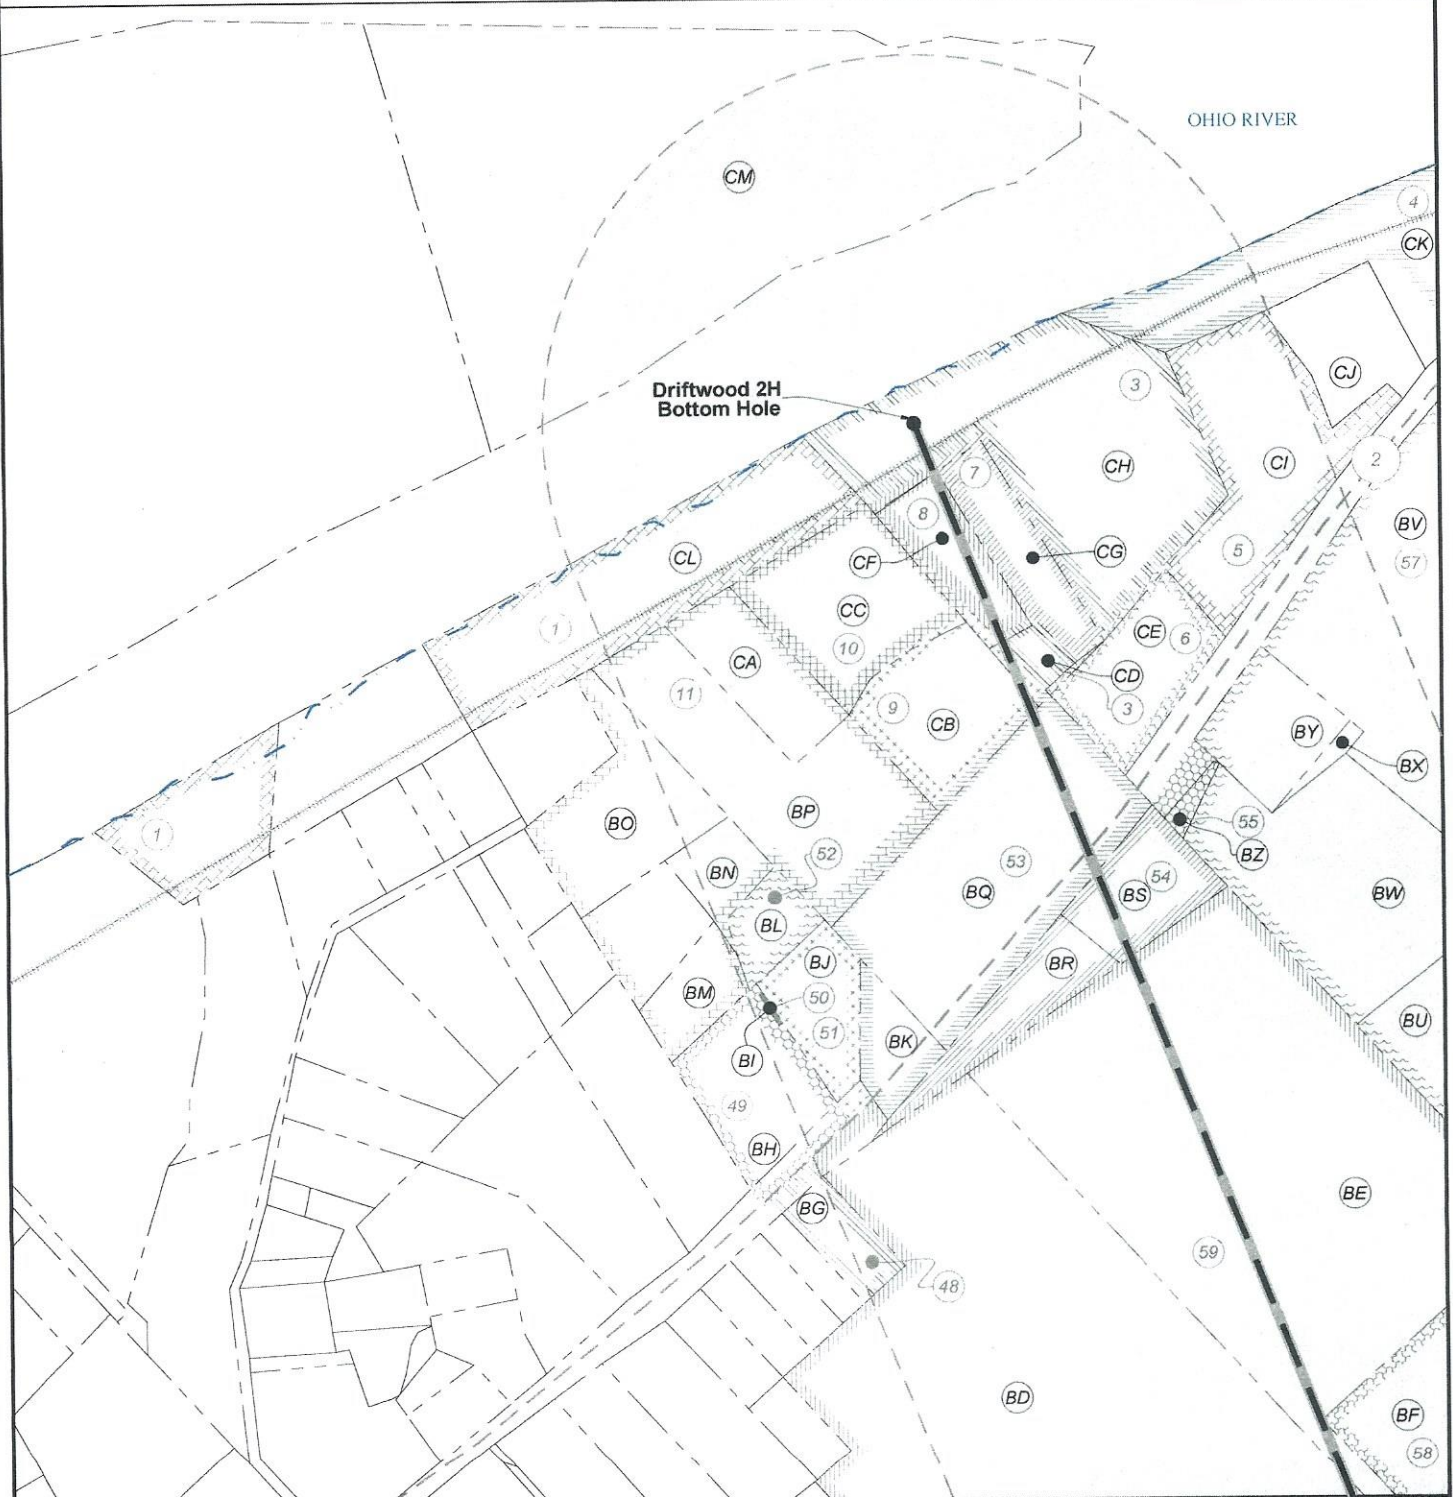 OHIO RIVER
CM
4
CK
Driftwood 2H
Bottom Hole
3
CJ
CH
CI
2
7
8
CF
CG
BV
57
5
CL
1
CC
10
CE
6
CA
11
CD
3
9
CB
BY
BX
1
BO
BP
52
55
BZ
BN
53
54
BS
BQ
BW
BL
BJ
BR
BM
50
51
BU
BI
BK
49
BH
BG
BE
59
48
BD
BF
58